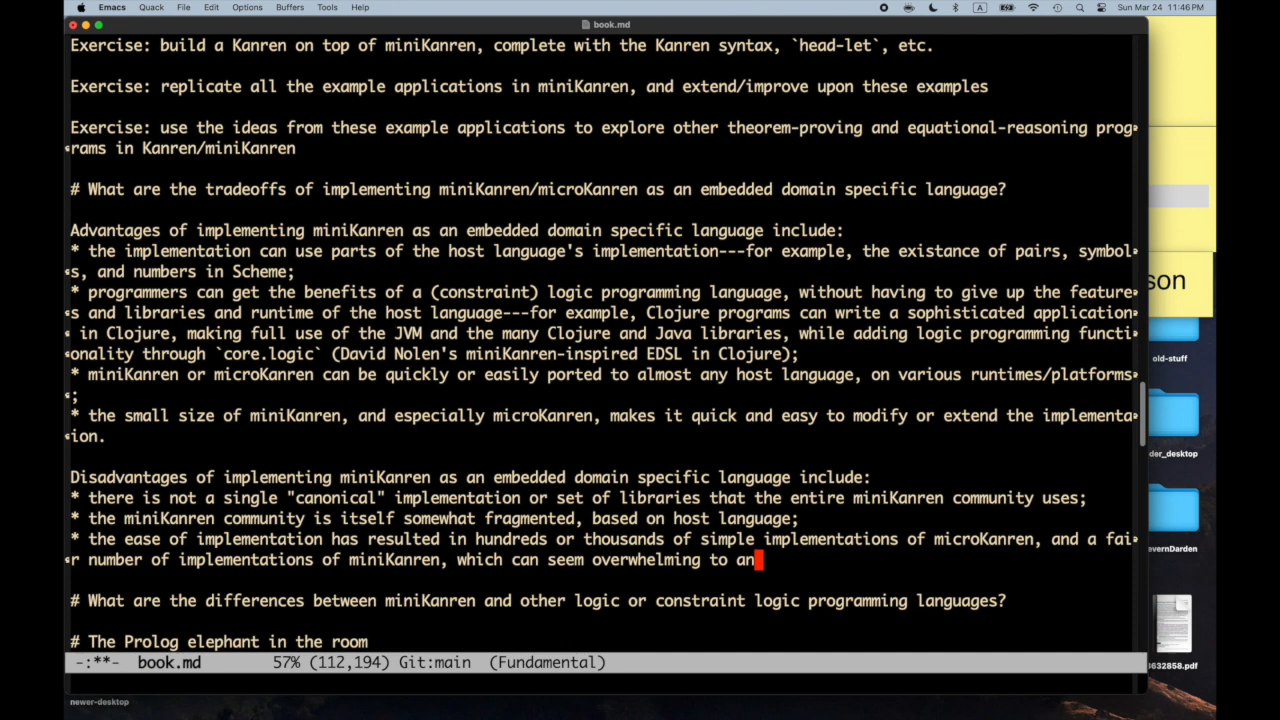 Emacs Quack File Edit Options Buffers Tools Help A Sun Mar 24 11:46 PM
book.md
Exercise: build a Kanren on top of miniKanren, complete with the Kanren syntax, `head-let`, etc.
Exercise: replicate all the example applications in miniKanren, and extend/improve upon these examples
Exercise: use the ideas from these example applications to explore other theorem-proving and equational-reasoning prog
rams in Kanren/miniKanren
# What are the tradeoffs of implementing miniKanren/microKanren as an embedded domain specific language?
Advantages of implementing miniKanren as an embedded domain specific language include:
* the implementation can use parts of the host language's implementation---for example, the existance of pairs, symbol
s, and numbers in Scheme;
* programmers can get the benefits of a (constraint) logic programming language, without having to give up the feature
s and libraries and runtime of the host language---for example, Clojure programs can write a sophisticated application
in Clojure, making full use of the JVM and the many Clojure and Java libraries, while adding logic programming functi
onality through `core.logic` (David Nolen's miniKanren-inspired EDSL in Clojure);
* miniKanren or microKanren can be quickly or easily ported to almost any host language, on various runtimes/platforms
;
* the small size of miniKanren, and especially microKanren, makes it quick and easy to modify or extend the implementa
ion.
Disadvantages of implementing miniKanren as an embedded domain specific language include:
* there is not a single "canonical" implementation or set of libraries that the entire miniKanren community uses;
* the miniKanren community is itself somewhat fragmented, based on host language;
* the ease of implementation has resulted in hundreds or thousands of simple implementations of microKanren, and a fai
r number of implementations of miniKanren, which can seem overwhelming to an
# What are the differences between miniKanren and other logic or constraint logic programming languages?
# The Prolog elephant in the room
-:**- book.md 57% (112,194) Git:main (Fundamental)
son
old-stuff
der_desktop
evernDarden
3632858.pdf
newer-desktop